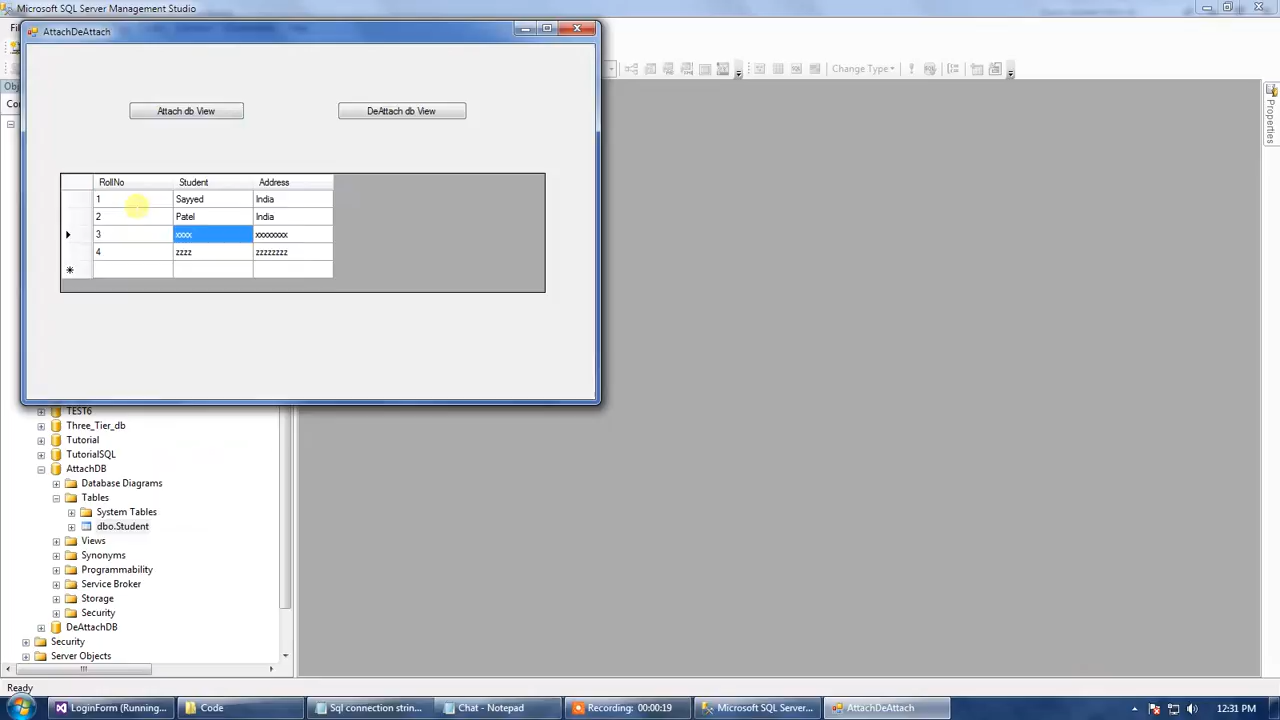 Microsoft SQL Server Management Studio
AttachDeAttach
Change Type
Attach db View
DeAttach db View
Properties
RollNo Student Address
1 Sayyed India
2 Patel India
3 xxxx xxxxxxxx
4 zzzz zzzzzzzz
TEST6
Three_Tier_db
Tutorial
TutorialSQL
AttachDB
Database Diagrams
Tables
System Tables
dbo.Student
Views
Synonyms
Programmability
Service Broker
Storage
Security
DeAttachDB
Security
Server Objects
Ready
LoginForm (Running... Code Sql connection strin... Chat - Notepad Recording: 00:00:19 Microsoft SQL Server... AttachDeAttach 12:31 PM